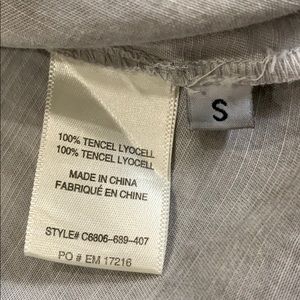 100% TENCEL LYOCELL
100% TENCEL LYOCELL
MADE IN CHINA
FABRIQUÉ EN CHINE
STYLE# C6806-689-407
PO # EM 17216
S